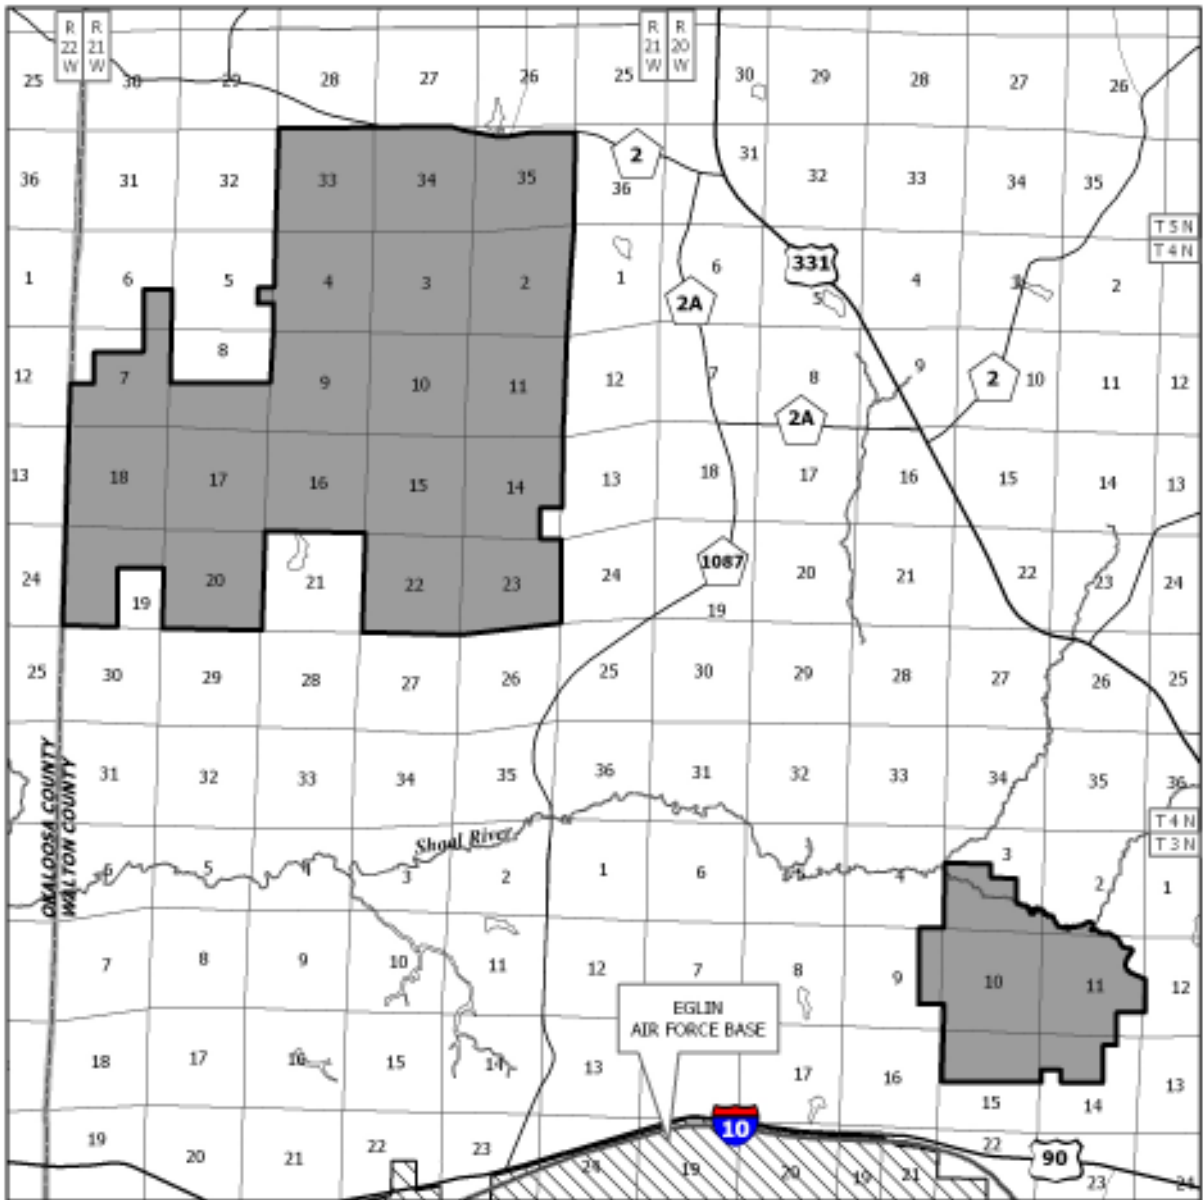 R R
22 21
W W
R R
21 20
W W
25 30 29 28 27 26 25 30 29 28 27 26
36 31 32 33 34 35 36 31 32 33 34 35
2
T 5 N
T 4 N
1 6 5 4 3 2 1 6 5 4 3 2
331
2A
12 7 8 9 10 11 12 7 8 9 10 11 12
2
2A
13 18 17 16 15 14 13 18 17 16 15 14 13
24 19 20 21 22 23 24 19 20 21 22 23 24
1087
25 30 29 28 27 26 25 30 29 28 27 26 25
31 32 33 34 35 36 31 32 33 34 35 36
OKALOOSA COUNTY
WALTON COUNTY
T 4 N
T 3 N
Shoal River
6 5 4 3 2 1 6 5 4 3 2 1
7 8 9 10 11 12 7 8 9 10 11 12
EGLIN
AIR FORCE BASE
18 17 16 15 14 13 17 16 15 14 13
10
90
19 20 21 22 23 24 19 20 19 21 22 23 24